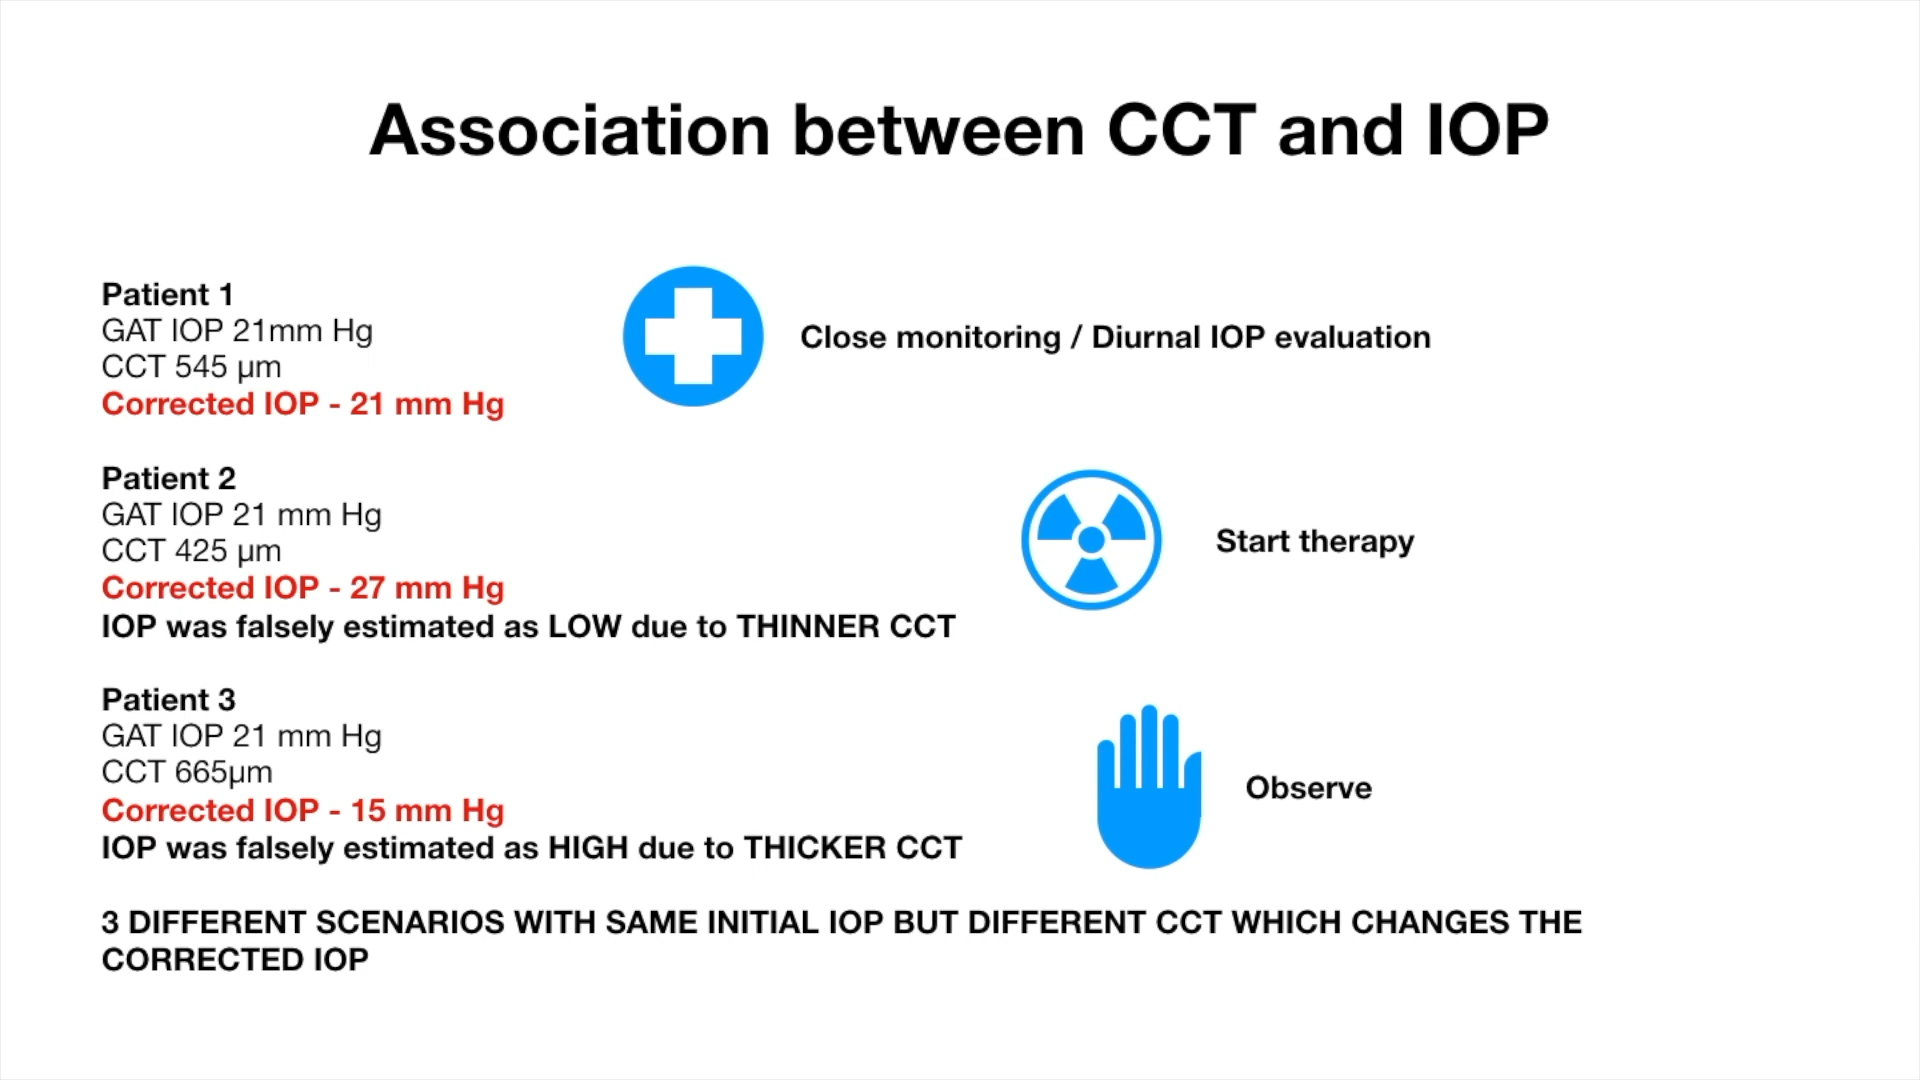 Association between CCT and IOP
Patient 1
GAT IOP 21mm Hg
CCT 545 µm
Corrected IOP - 21 mm Hg
Close monitoring / Diurnal IOP evaluation
Patient 2
GAT IOP 21 mm Hg
CCT 425 µm
Corrected IOP - 27 mm Hg
IOP was falsely estimated as LOW due to THINNER CCT
Start therapy
Patient 3
GAT IOP 21 mm Hg
CCT 665µm
Corrected IOP - 15 mm Hg
IOP was falsely estimated as HIGH due to THICKER CCT
Observe
3 DIFFERENT SCENARIOS WITH SAME INITIAL IOP BUT DIFFERENT CCT WHICH CHANGES THE
CORRECTED IOP